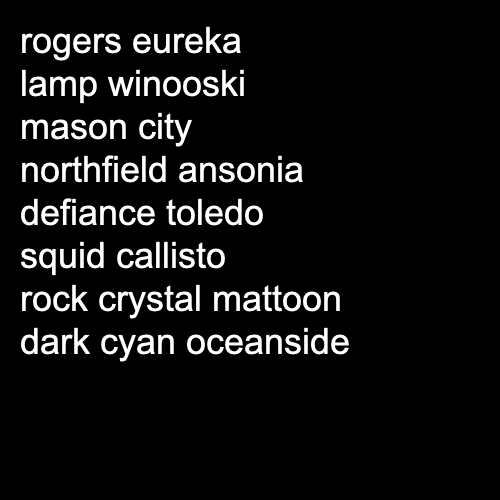 rogers eureka
lamp winooski
mason city
northfield ansonia
defiance toledo
squid callisto
rock crystal mattoon
dark cyan oceanside